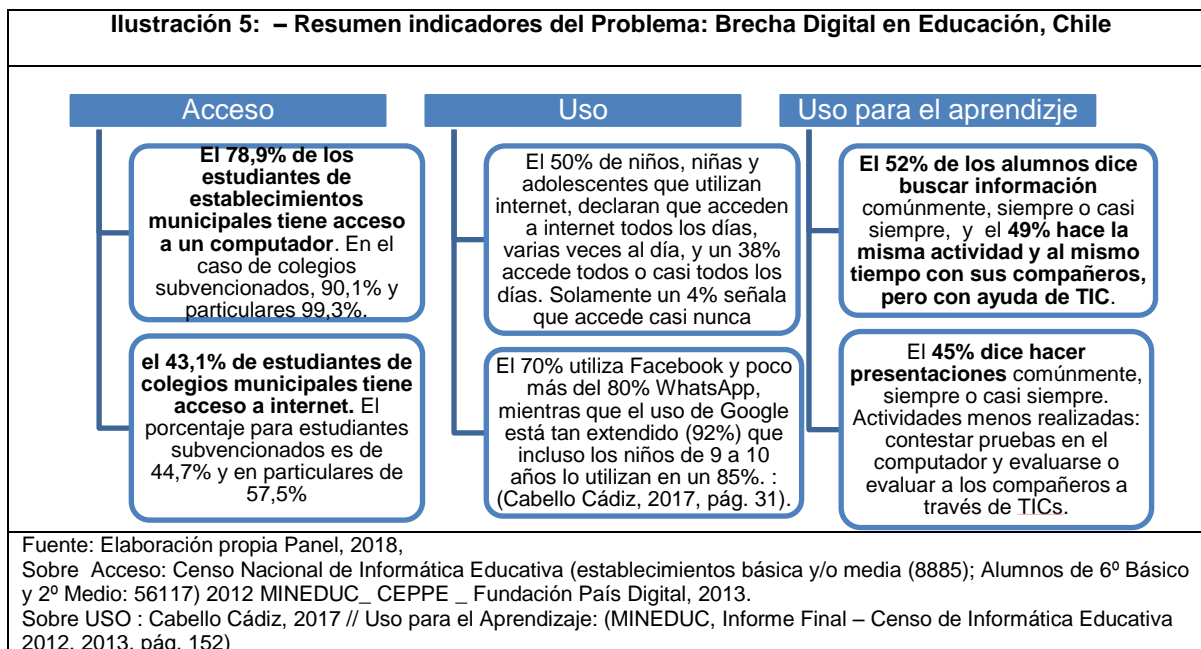 Ilustración 5:  – Resumen indicadores del Problema: Brecha Digital en Educación, Chile
Acceso
El 78,9% de los
estudiantes de
establecimientos
municipales tiene acceso
a un computador. En el
caso de colegios
subvencionados, 90,1% y
particulares 99,3%.
el 43,1% de estudiantes de
colegios municipales tiene
acceso a internet. El
porcentaje para estudiantes
subvencionados es de
44,7% y en particulares de
57,5%
Uso
El 50% de niños, niñas y
adolescentes que utilizan
internet, declaran que acceden
a internet todos los días,
varias veces al día, y un 38%
accede todos o casi todos los
días. Solamente un 4% señala
que accede casi nunca
El 70% utiliza Facebook y poco
más del 80% WhatsApp,
mientras que el uso de Google
está tan extendido (92%) que
incluso los niños de 9 a 10
años lo utilizan en un 85%. :
(Cabello Cádiz, 2017, pág. 31).
Uso para el aprendizje
El 52% de los alumnos dice
buscar información
comúnmente, siempre o casi
siempre,  y  el 49% hace la
misma actividad y al mismo
tiempo con sus compañeros,
pero con ayuda de TIC.
El 45% dice hacer
presentaciones comúnmente,
siempre o casi siempre.
Actividades menos realizadas:
contestar pruebas en el
computador y evaluarse o
evaluar a los compañeros a
través de TICs.
Fuente: Elaboración propia Panel, 2018,
Sobre  Acceso: Censo Nacional de Informática Educativa (establecimientos básica y/o media (8885); Alumnos de 6º Básico
y 2º Medio: 56117) 2012 MINEDUC_ CEPPE _ Fundación País Digital, 2013.
Sobre USO : Cabello Cádiz, 2017 // Uso para el Aprendizaje: (MINEDUC, Informe Final – Censo de Informática Educativa
2012, 2013, pág. 152)